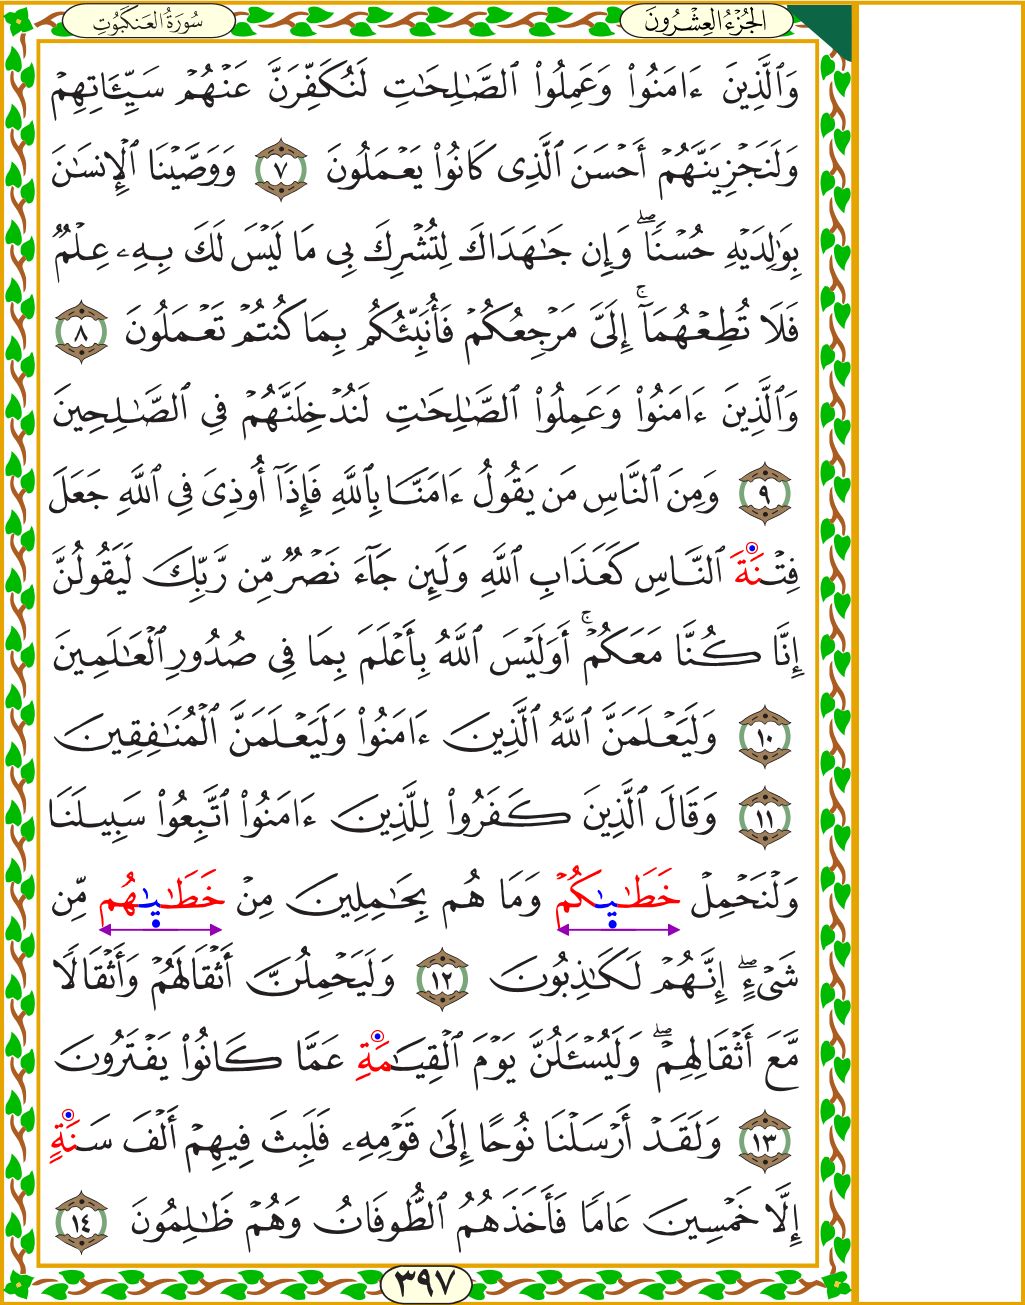 الجُزْءُ العِشْرُونَ
سُورَةُ العَنكَبُوتِ
وَٱلَّذِينَ ءَامَنُواْ وَعَمِلُواْ ٱلصَّٰلِحَٰتِ لَنُكَفِّرَنَّ عَنْهُمْ سَيِّـَٔاتِهِمْ
وَلَنَجْزِيَنَّهُمْ أَحْسَنَ ٱلَّذِى كَانُواْ يَعْمَلُونَ ٧ وَوَصَّيْنَا ٱلْإِنسَٰنَ
بِوَٰلِدَيْهِ حُسْنًاۖ وَإِن جَٰهَدَاكَ لِتُشْرِكَ بِى مَا لَيْسَ لَكَ بِهِۦ عِلْمٌ
فَلَا تُطِعْهُمَآۚ إِلَىَّ مَرْجِعُكُمْ فَأُنَبِّئُكُم بِمَا كُنتُمْ تَعْمَلُونَ ٨
وَٱلَّذِينَ ءَامَنُواْ وَعَمِلُواْ ٱلصَّٰلِحَٰتِ لَنُدْخِلَنَّهُمْ فِى ٱلصَّٰلِحِينَ
٩ وَمِنَ ٱلنَّاسِ مَن يَقُولُ ءَامَنَّا بِٱللَّهِ فَإِذَآ أُوذِىَ فِى ٱللَّهِ جَعَلَ
فِتْنَةَ ٱلنَّاسِ كَعَذَابِ ٱللَّهِ وَلَئِن جَآءَ نَصْرٌ مِّن رَّبِّكَ لَيَقُولُنَّ
إِنَّا كُنَّا مَعَكُمْۚ أَوَلَيْسَ ٱللَّهُ بِأَعْلَمَ بِمَا فِى صُدُورِ ٱلْعَٰلَمِينَ
١٠ وَلَيَعْلَمَنَّ ٱللَّهُ ٱلَّذِينَ ءَامَنُواْ وَلَيَعْلَمَنَّ ٱلْمُنَٰفِقِينَ
١١ وَقَالَ ٱلَّذِينَ كَفَرُواْ لِلَّذِينَ ءَامَنُواْ ٱتَّبِعُواْ سَبِيلَنَا
وَلْنَحْمِلْ خَطَٰيَٰكُمْ وَمَا هُم بِحَٰمِلِينَ مِنْ خَطَٰيَٰهُم مِّن
شَىْءٍۖ إِنَّهُمْ لَكَٰذِبُونَ ١٢ وَلَيَحْمِلُنَّ أَثْقَالَهُمْ وَأَثْقَالًا
مَّعَ أَثْقَالِهِمْۖ وَلَيُسْـَٔلُنَّ يَوْمَ ٱلْقِيَٰمَةِ عَمَّا كَانُواْ يَفْتَرُونَ
١٣ وَلَقَدْ أَرْسَلْنَا نُوحًا إِلَىٰ قَوْمِهِۦ فَلَبِثَ فِيهِمْ أَلْفَ سَنَةٍ
إِلَّا خَمْسِينَ عَامًا فَأَخَذَهُمُ ٱلطُّوفَانُ وَهُمْ ظَٰلِمُونَ ١٤
٣٩٧